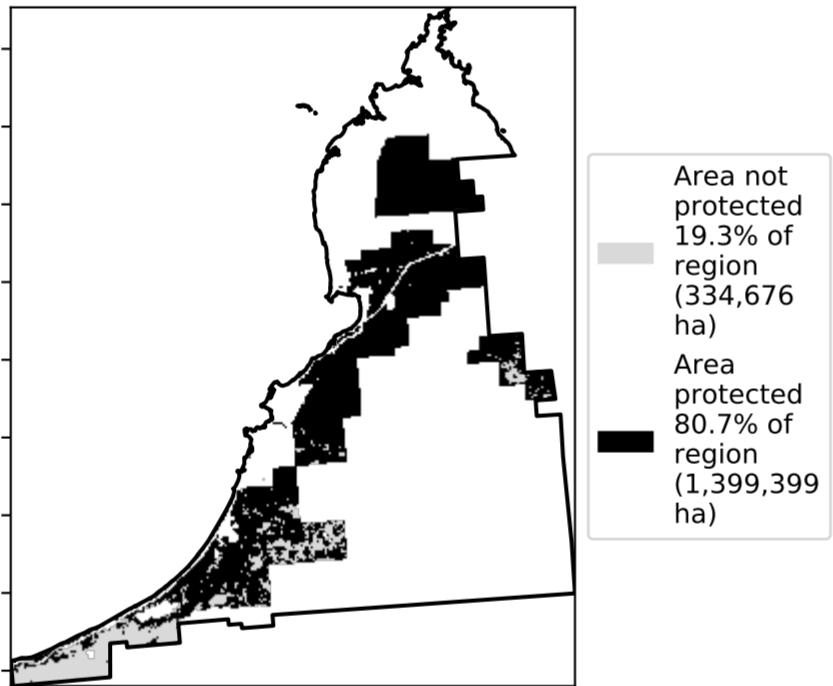 Area not
protected
19.3% of
region
(334,676
ha)
Area
protected
80.7% of
region
(1,399,399
ha)